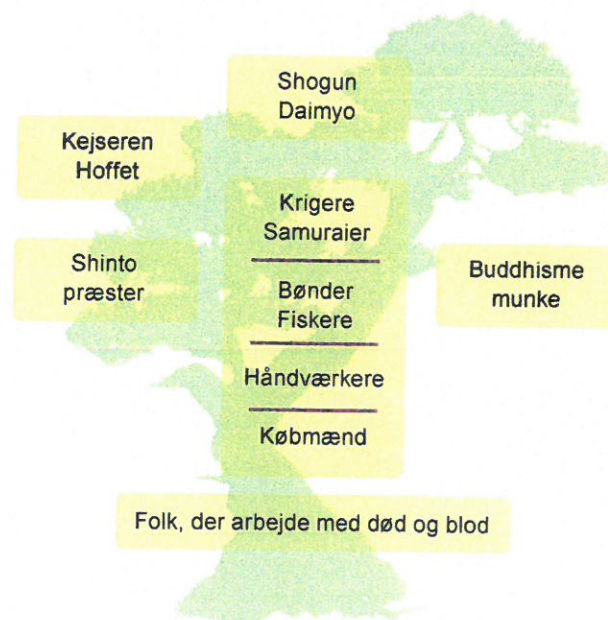 Shogun
Daimyo
Kejseren
Hoffet
Krigere
Samuraier
Shinto
præster
Buddhisme
munke
Bønder
Fiskere
Håndværkere
Købmænd
Folk, der arbejde med død og blod